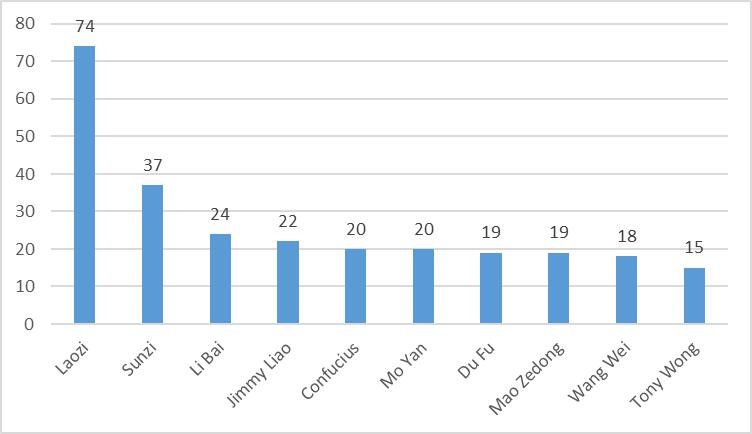 80
70
60
50
40
30
20
10
0
74
37
24
22
20
20
19
19
18
15
Laozi
Sunzi
Li Bai
Jimmy Liao
Confucius
Mo Yan
Du Fu
Mao Zedong
Wang Wei
Tony Wong